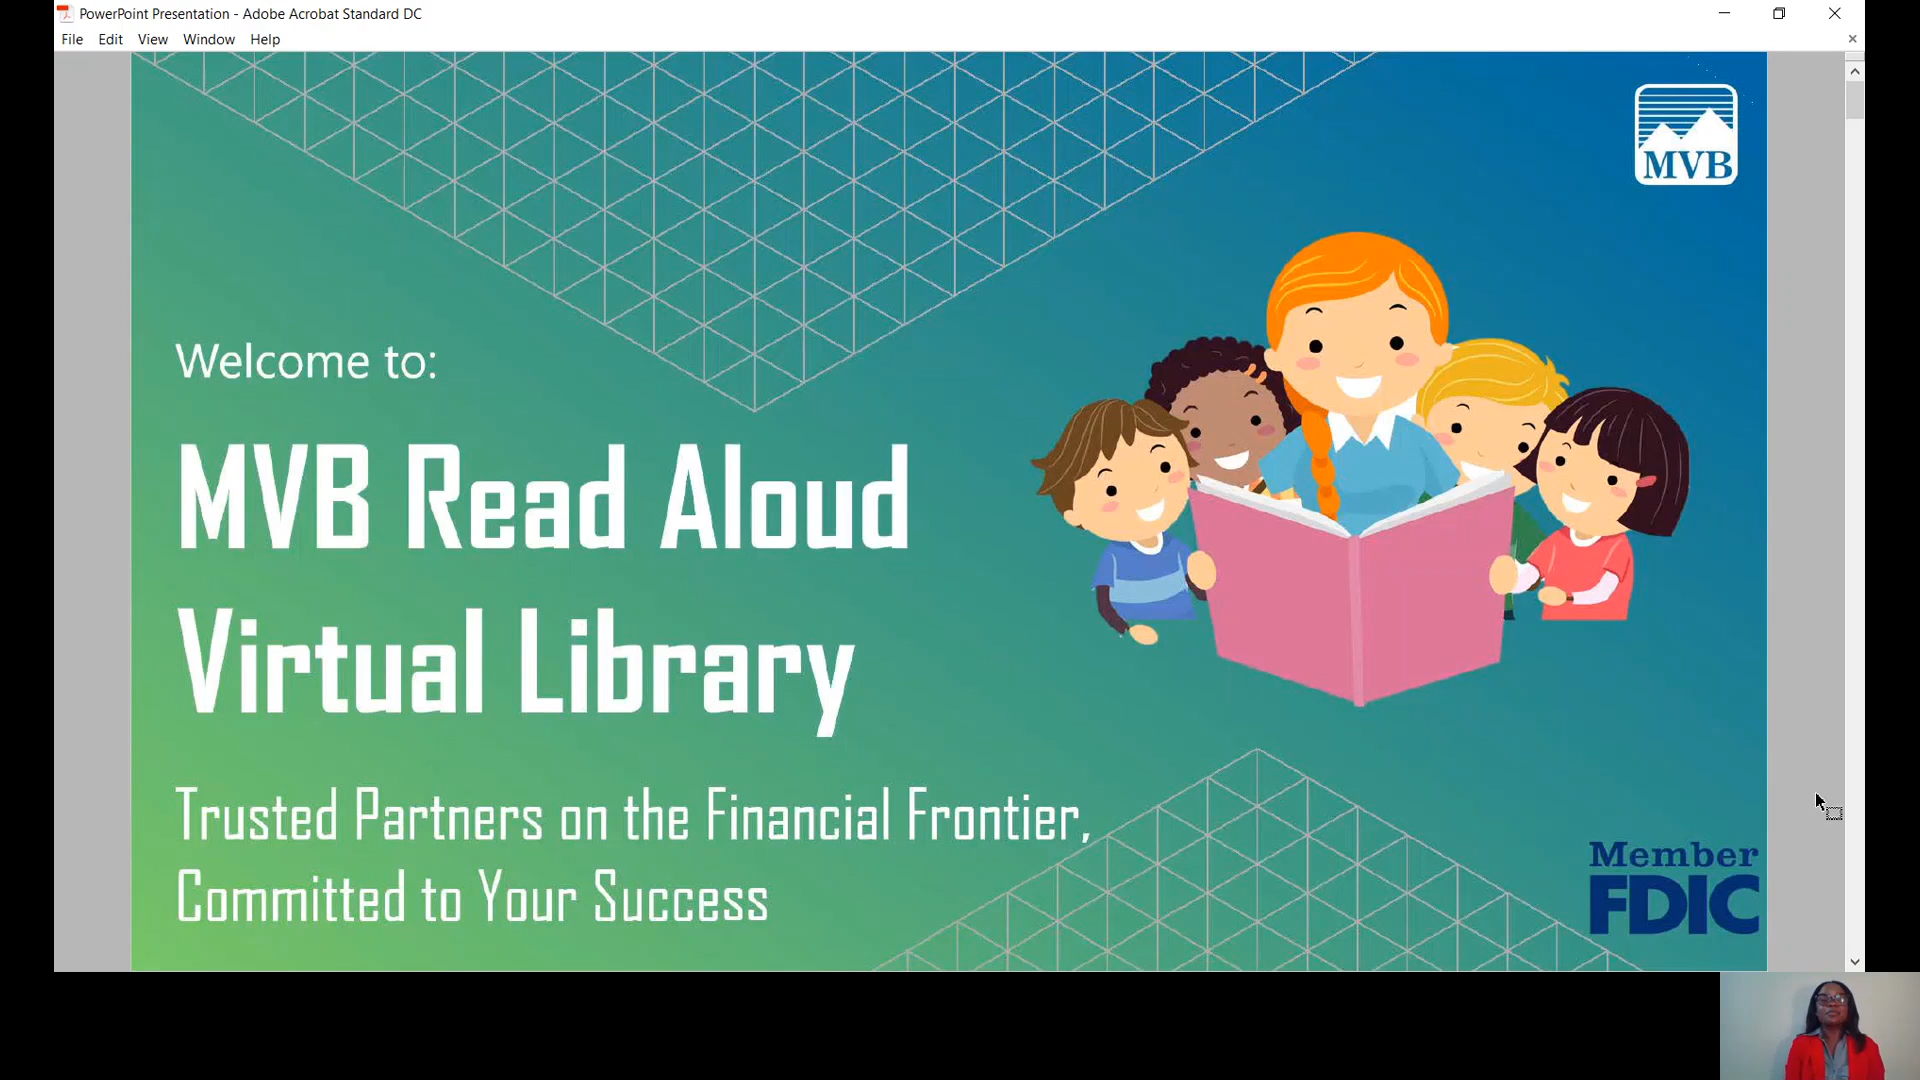 PowerPoint Presentation - Adobe Acrobat Standard DC
File Edit View Window Help
MVB
Welcome to:
MVB Read Aloud
Virtual Library
Trusted Partners on the Financial Frontier,
Committed to Your Success
Member
FDIC